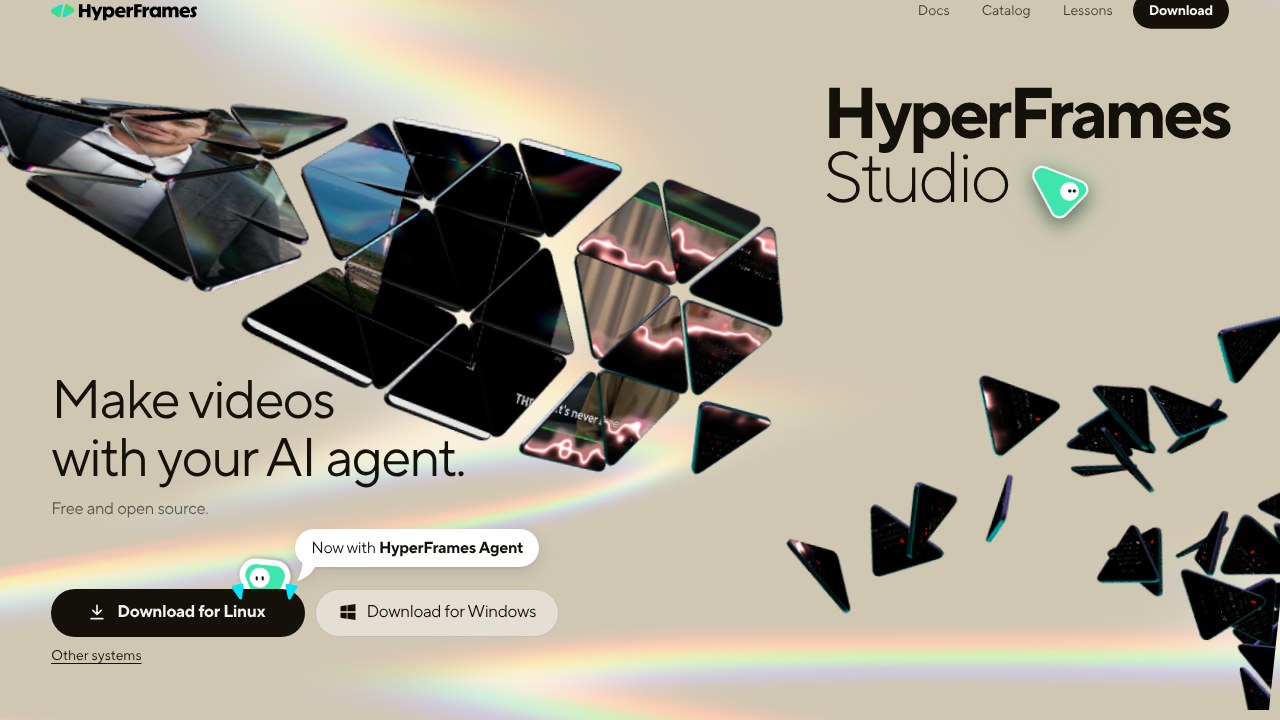 HyperFrames
Docs
Catalog
Lessons
Download
HyperFrames
Studio
Make videos
with your AI agent.
Free and open source.
Now with HyperFrames Agent
Download for Linux
Download for Windows
Other systems